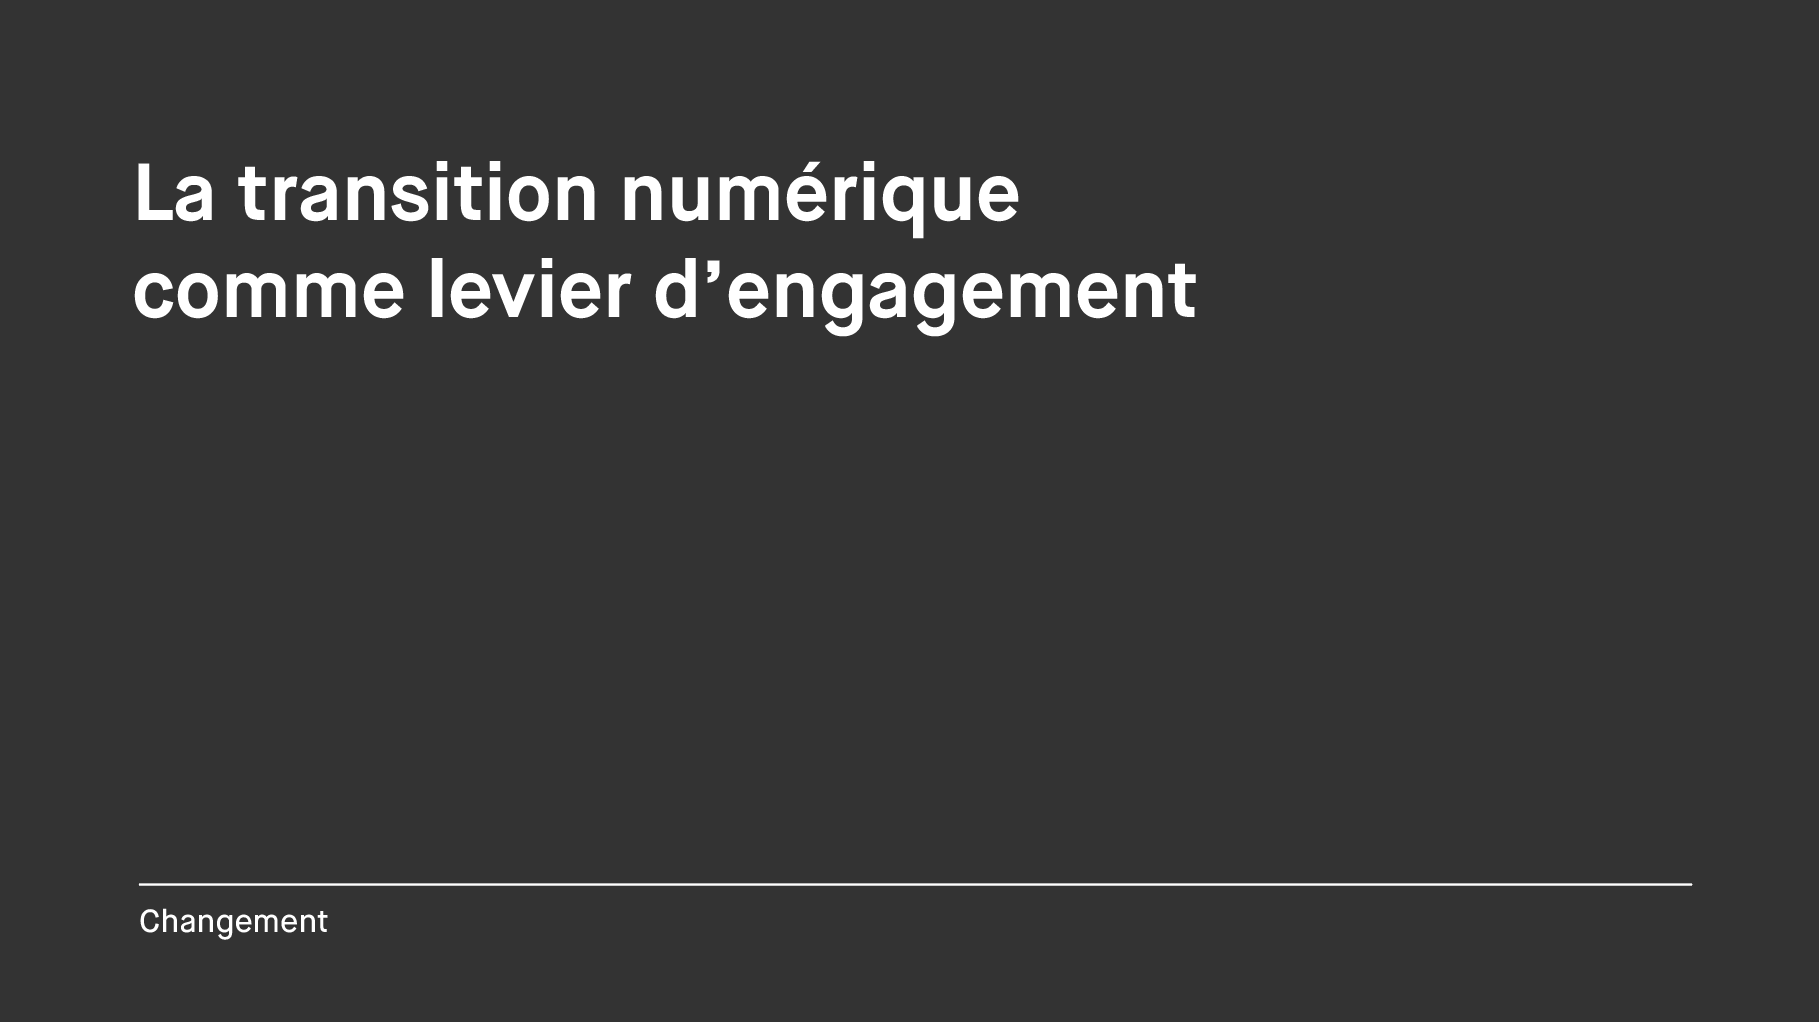 La transition numérique
comme levier d’engagement
Changement